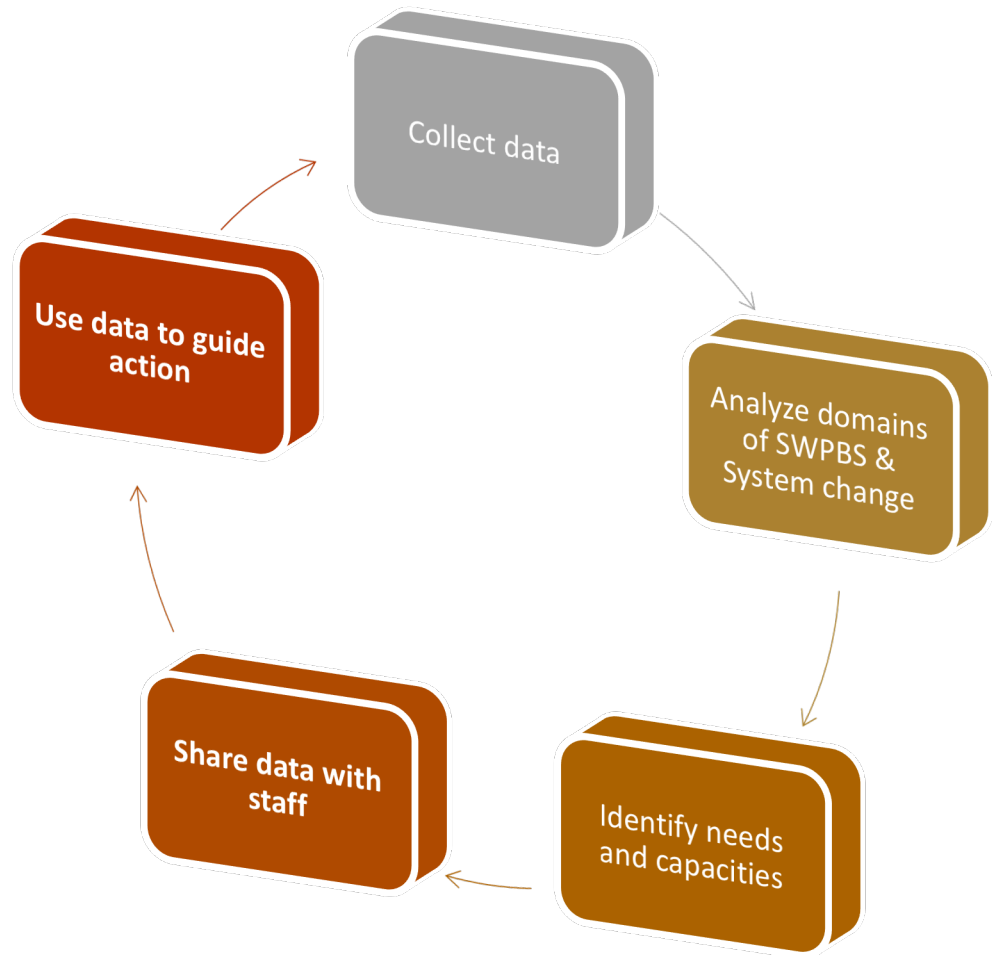 Collect data
Analyze domains
of SWPBS &
System change
Identify needs
and capacities
Share data with
staff
Use data to guide
action